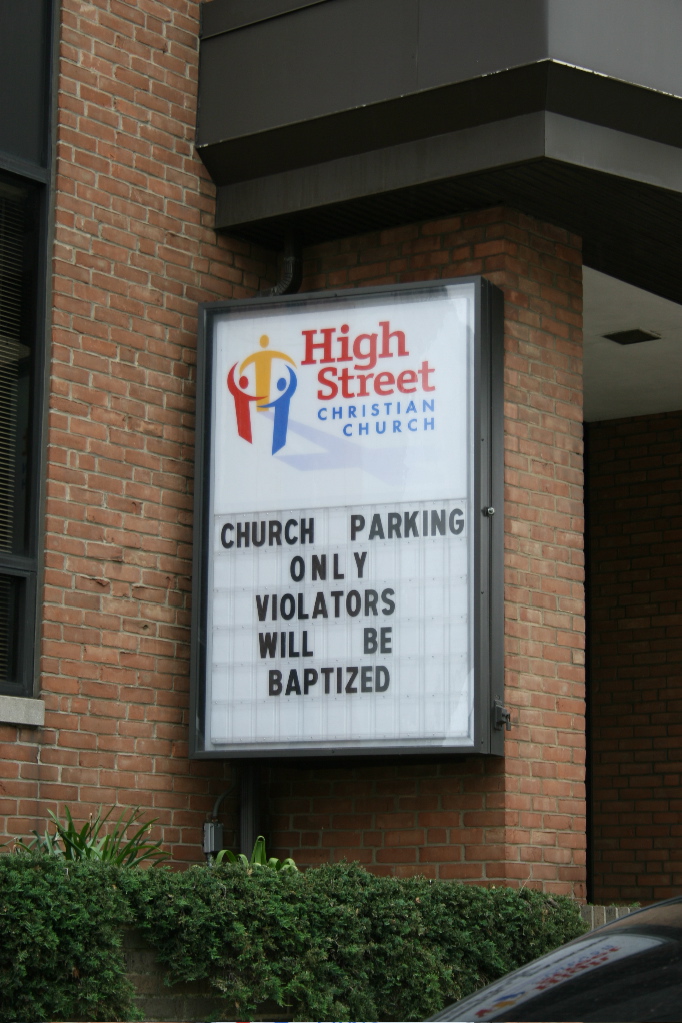 High
Street
CHRISTIAN
CHURCH
CHURCH PARKING
ONLY
VIOLATORS
WILL BE
BAPTIZED